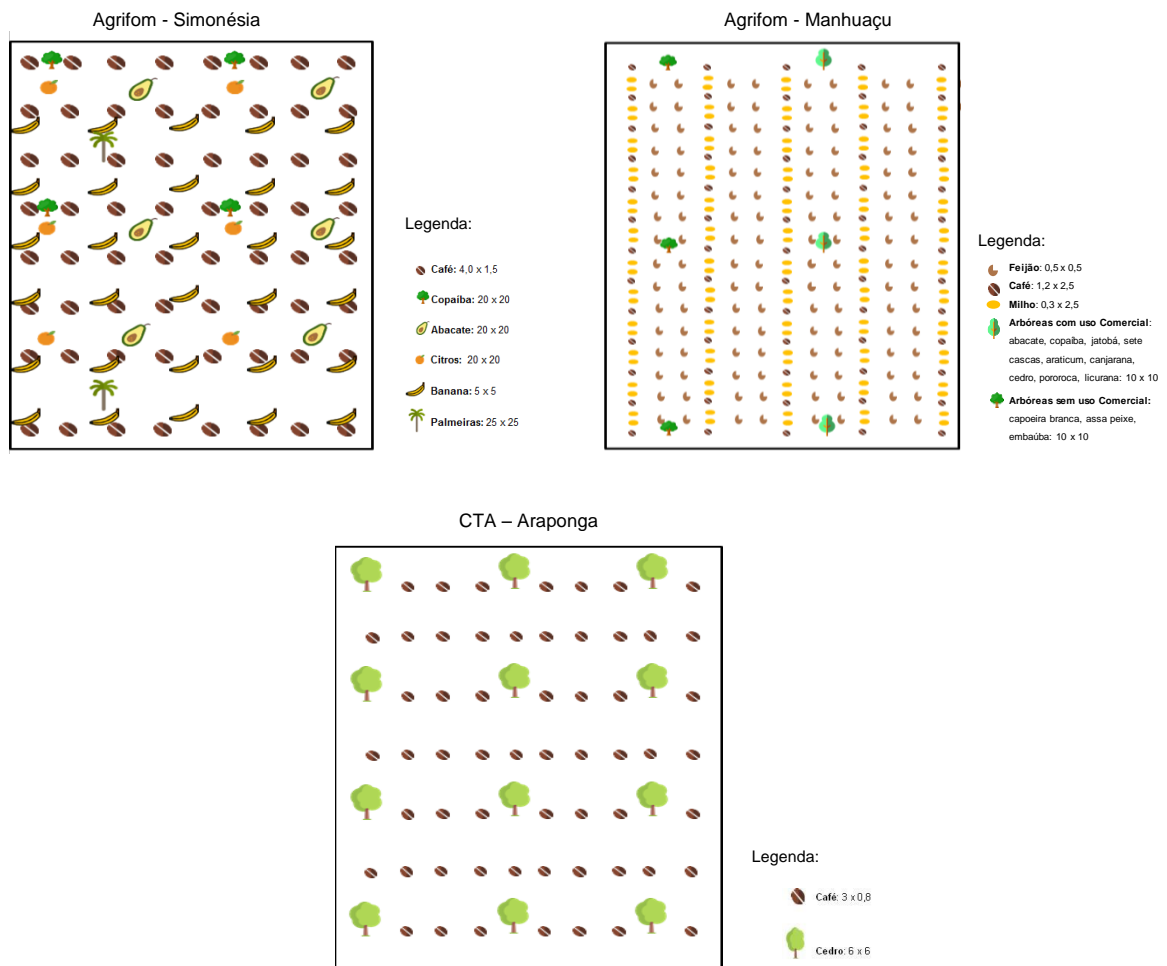 Agrifom - Simonésia
Legenda:
Café: 4,0 x 1,5
Copaíba: 20 x 20
Abacate: 20 x 20
Citros:  20 x 20
Banana: 5 x 5
Palmeiras: 25 x 25
Agrifom - Manhuaçu
Legenda:
Feijão: 0,5 x 0,5
Café: 1,2 x 2,5
Milho: 0,3 x 2,5
Arbóreas com uso Comercial:
abacate, copaíba, jatobá, sete
cascas, araticum, canjarana,
cedro, pororoca, licurana: 10 x 10
Arbóreas sem uso Comercial:
capoeira branca, assa peixe,
embaúba: 10 x 10
CTA – Araponga
Legenda:
Café: 3 x 0,8
Cedro: 6 x 6